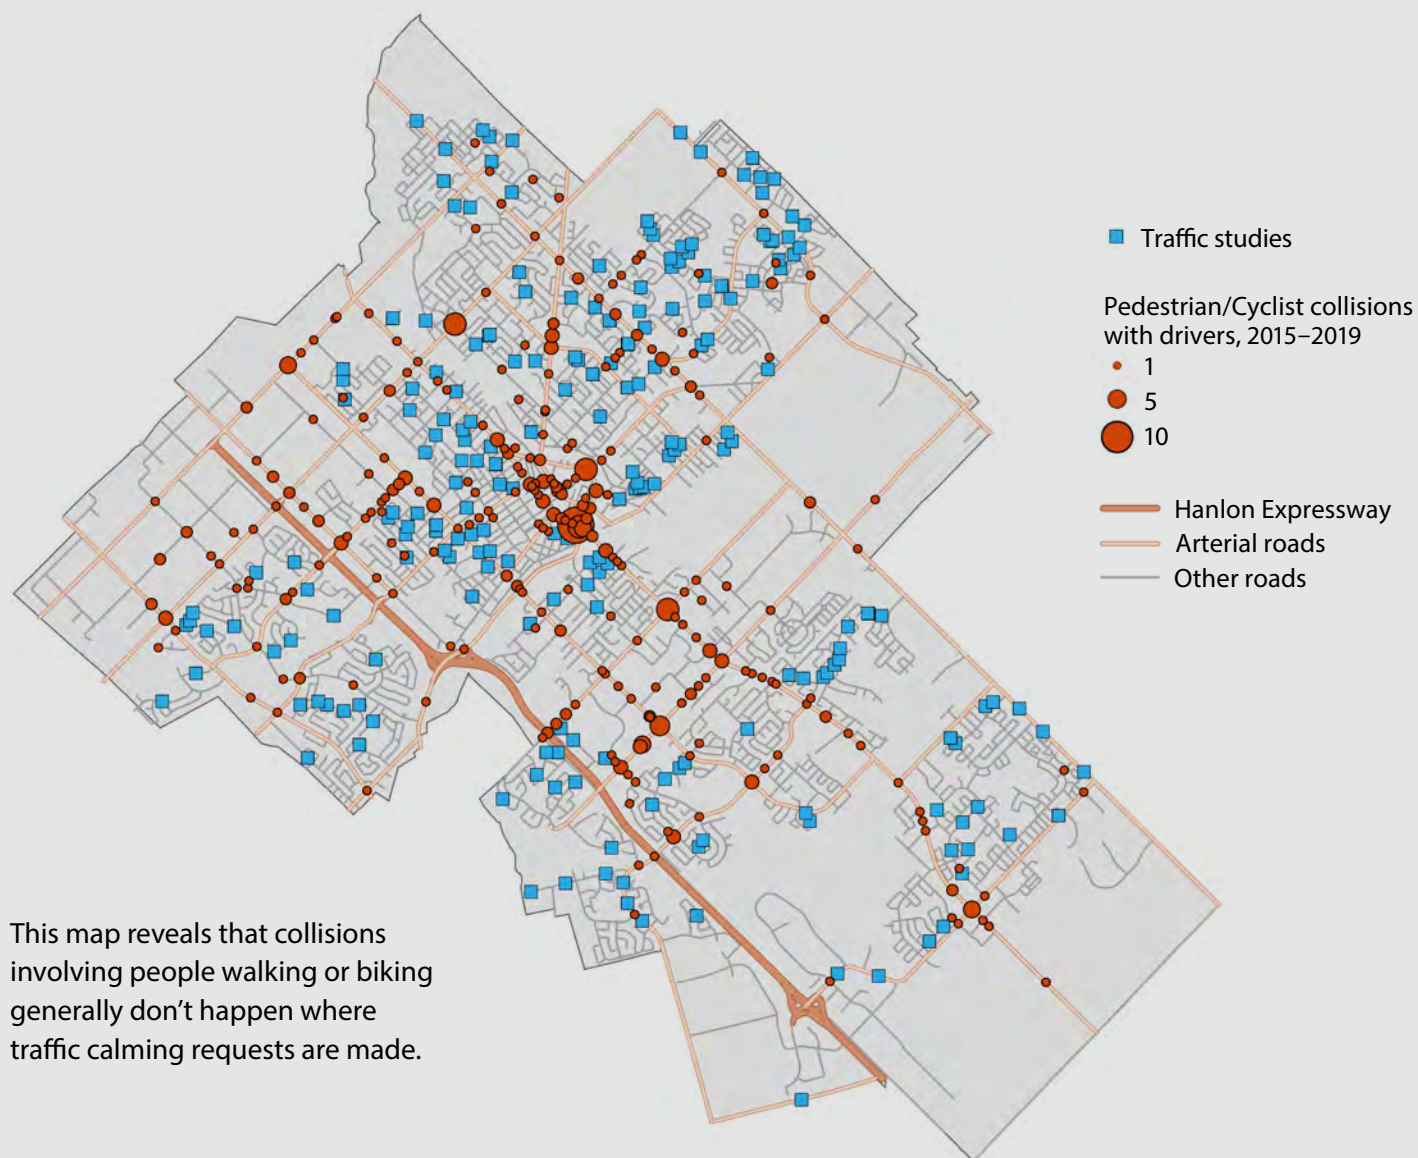 Traffic studies
Pedestrian/Cyclist collisions
with drivers, 2015–2019
1
5
10
Hanlon Expressway
Arterial roads
Other roads
This map reveals that collisions
involving people walking or biking
generally don’t happen where
traffic calming requests are made.